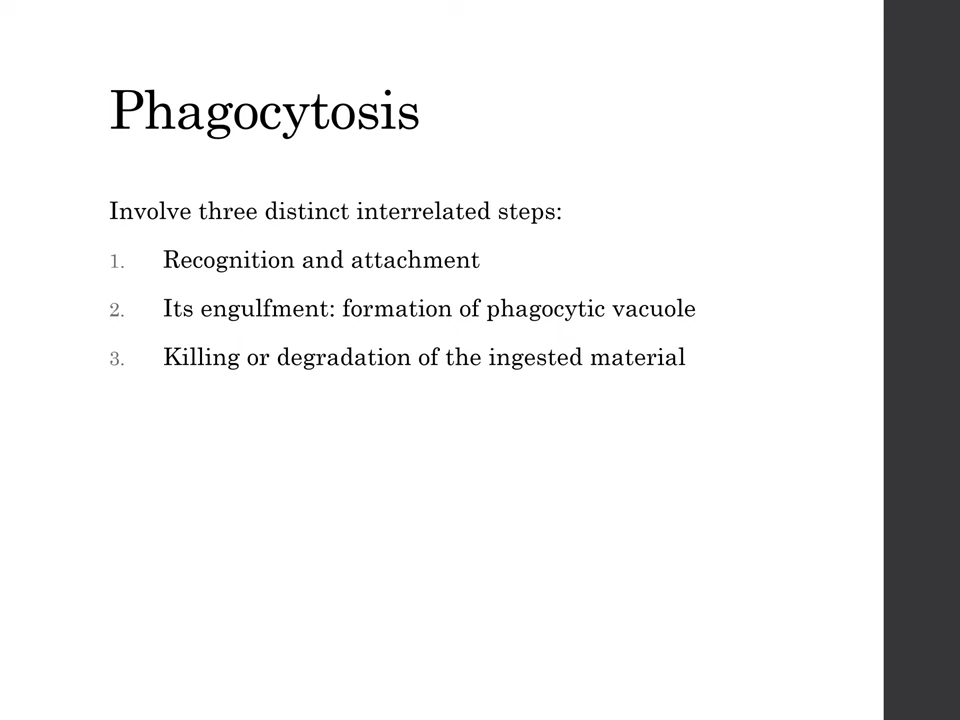 Phagocytosis
Involve three distinct interrelated steps:
1. Recognition and attachment
2. Its engulfment: formation of phagocytic vacuole
3. Killing or degradation of the ingested material